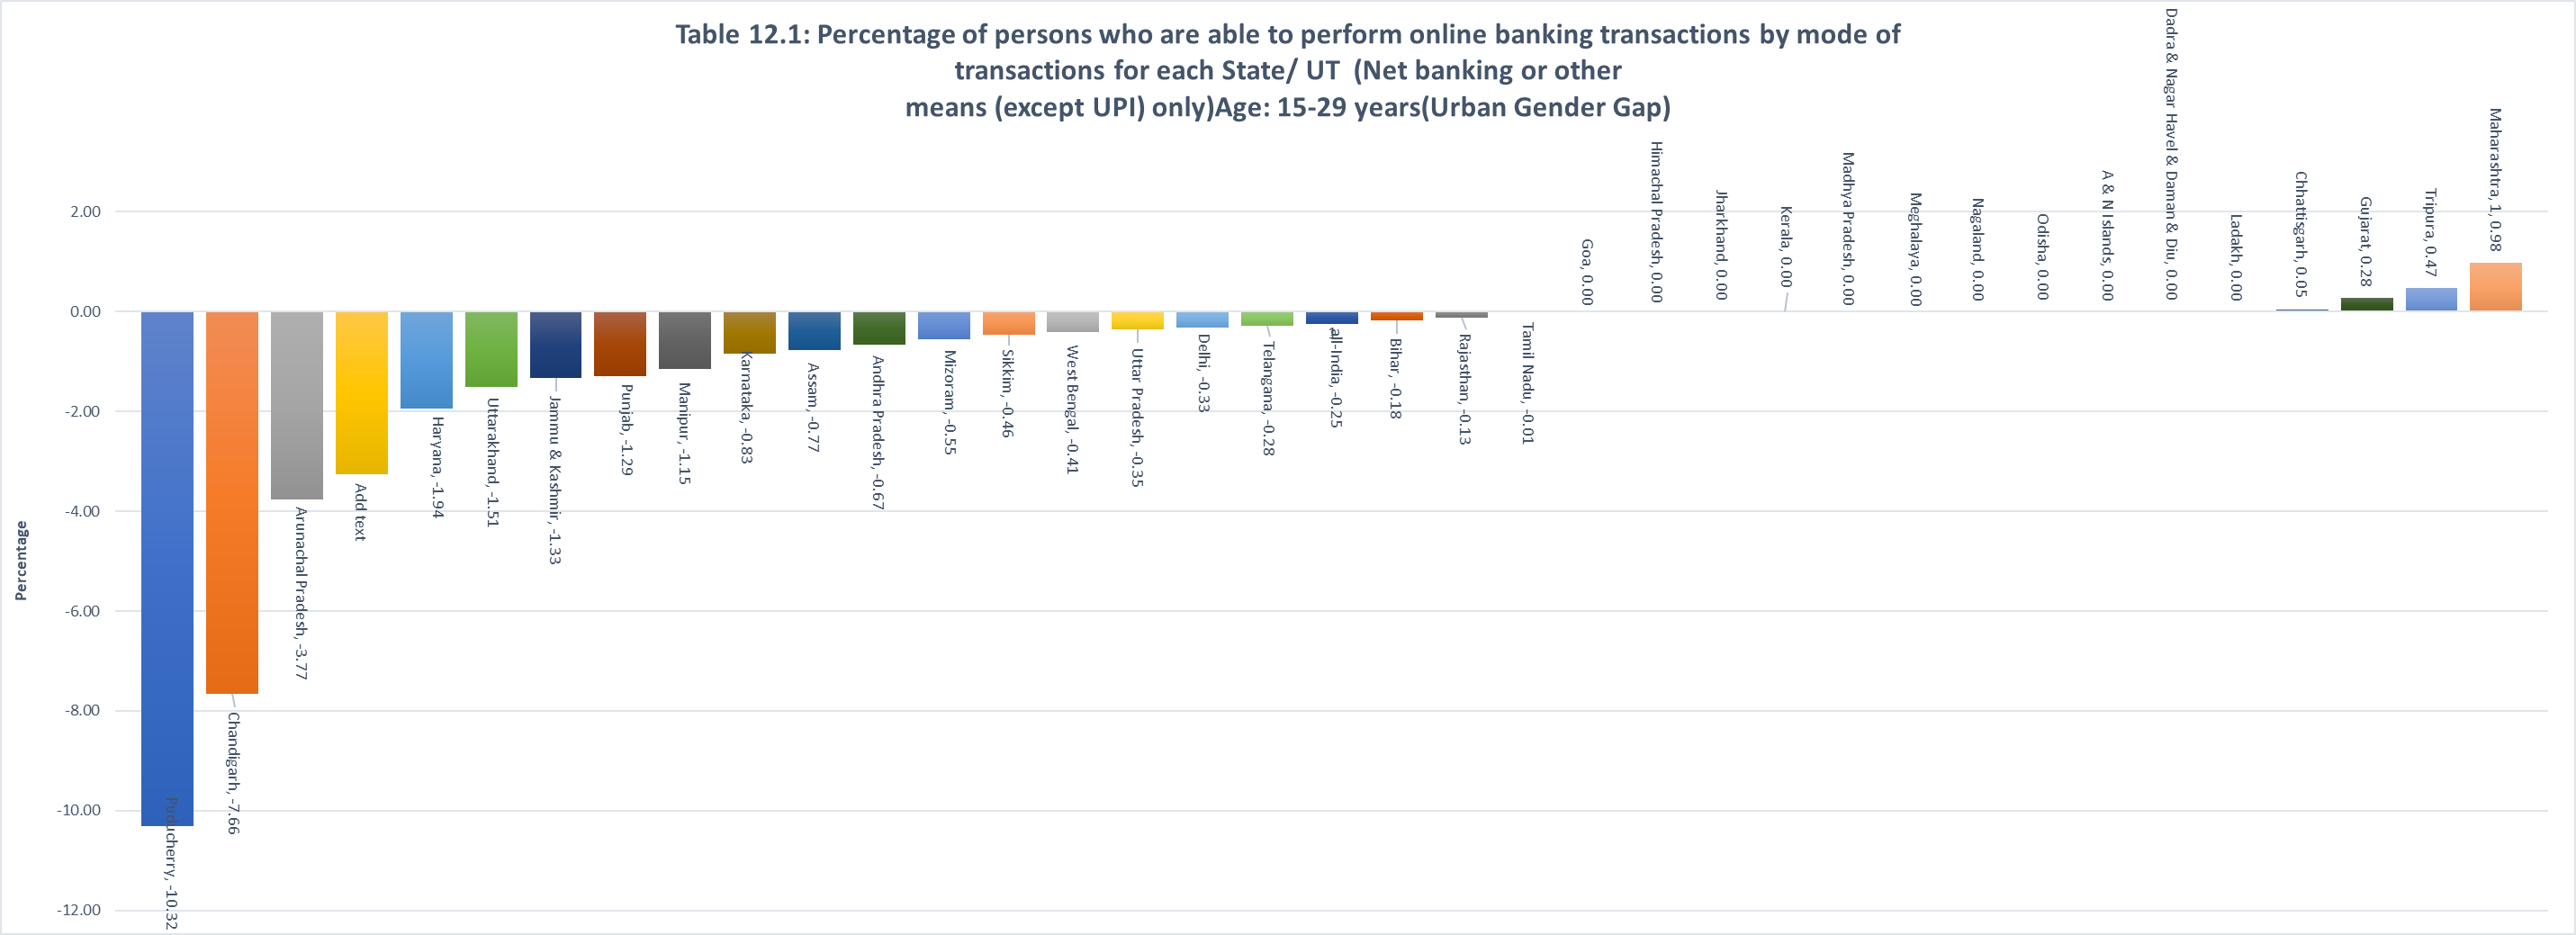 Table 12.1: Percentage of persons who are able to perform online banking transactions by mode of
transactions for each State/ UT (Net banking or other
means (except UPI) only)Age: 15-29 years(Urban Gender Gap)
Percentage
2.00
0.00
-2.00
-4.00
-6.00
-8.00
-10.00
-12.00
Puducherry, -10.32
Chandigarh, -7.66
Arunachal Pradesh, -3.77
Add text
Haryana, -1.94
Uttarakhand, -1.51
Jammu & Kashmir, -1.33
Punjab, -1.29
Manipur, -1.15
Karnataka, -0.83
Assam, -0.77
Andhra Pradesh, -0.67
Mizoram, -0.55
Sikkim, -0.46
West Bengal, -0.41
Uttar Pradesh, -0.35
Delhi, -0.33
Telangana, -0.28
all-India, -0.25
Bihar, -0.18
Rajasthan, -0.13
Tamil Nadu, -0.01
Goa, 0.00
Himachal Pradesh, 0.00
Jharkhand, 0.00
Kerala, 0.00
Madhya Pradesh, 0.00
Meghalaya, 0.00
Nagaland, 0.00
Odisha, 0.00
A & N Islands, 0.00
Dadra & Nagar Havel & Daman & Diu, 0.00
Ladakh, 0.00
Chhattisgarh, 0.05
Gujarat, 0.28
Tripura, 0.47
Maharashtra, 1, 0.98